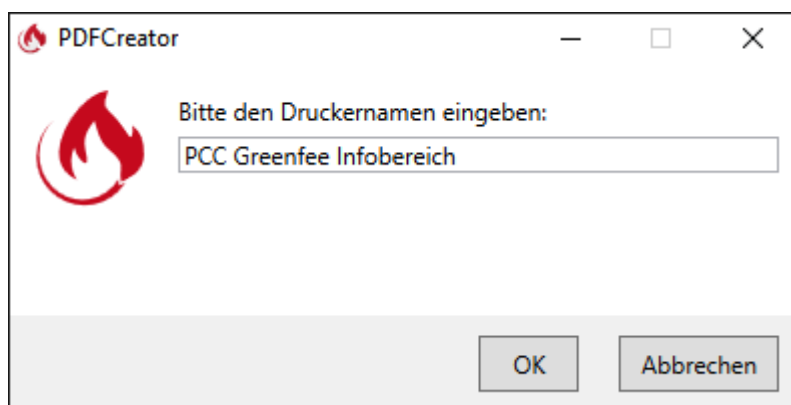 PDFCreator
Bitte den Druckernamen eingeben:
PCC Greenfee Infobereich
OK
Abbrechen